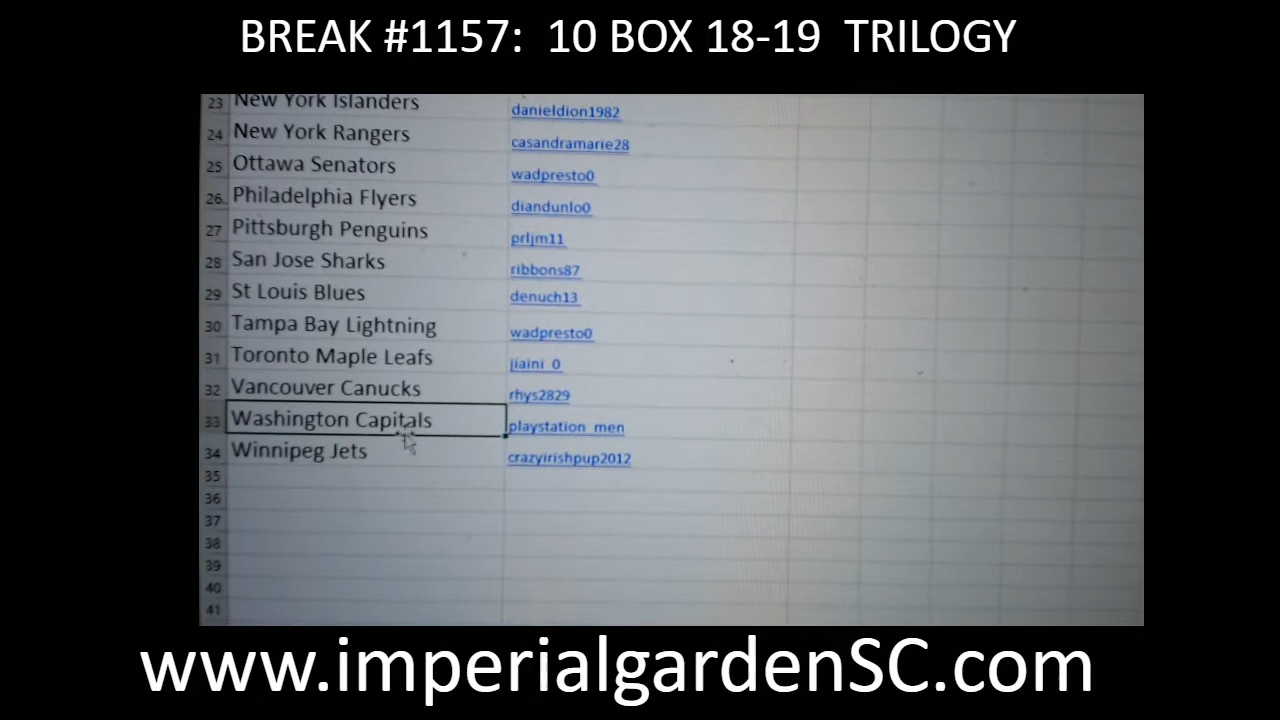 BREAK #1157: 10 BOX 18-19 TRILOGY
23 New York Islanders danieldion1982
24 New York Rangers casandramarie28
25 Ottawa Senators wadpresto0
26 Philadelphia Flyers diandunlo0
27 Pittsburgh Penguins prljm11
28 San Jose Sharks ribbons87
29 St Louis Blues denuch13
30 Tampa Bay Lightning wadpresto0
31 Toronto Maple Leafs jiaini_0
32 Vancouver Canucks rhys2829
33 Washington Capitals playstation_men
34 Winnipeg Jets crazyirishpup2012
35
36
37
38
39
40
41
www.imperialgardenSC.com